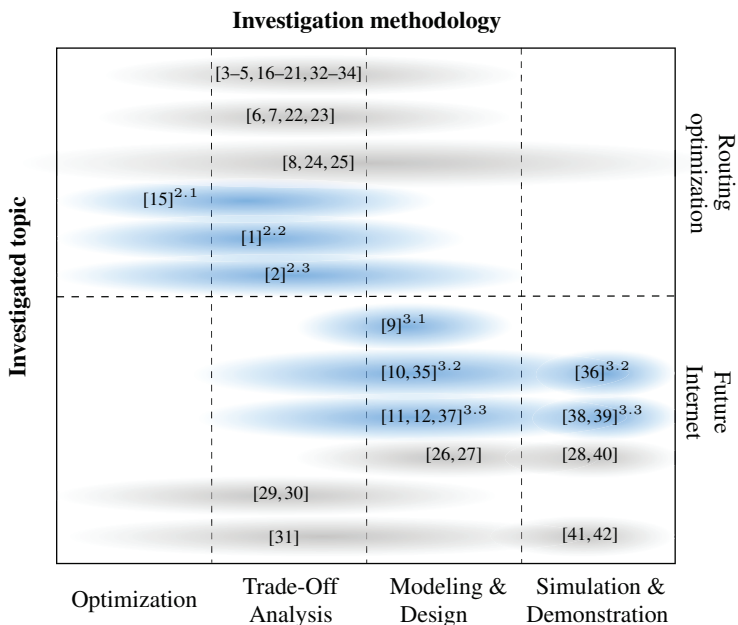 Investigation methodology
[3–5, 16–21, 32–34]
[6, 7, 22, 23]
[8, 24, 25]
[15]2.1
[1]2.2
[2]2.3
Routing
optimization
Investigated topic
[9]3.1
[10, 35]3.2
[36]3.2
[11, 12, 37]3.3
[38, 39]3.3
[26, 27]
[28, 40]
[29, 30]
[31]
[41, 42]
Future
Internet
Optimization
Trade-Off
Analysis
Modeling &
Design
Simulation &
Demonstration